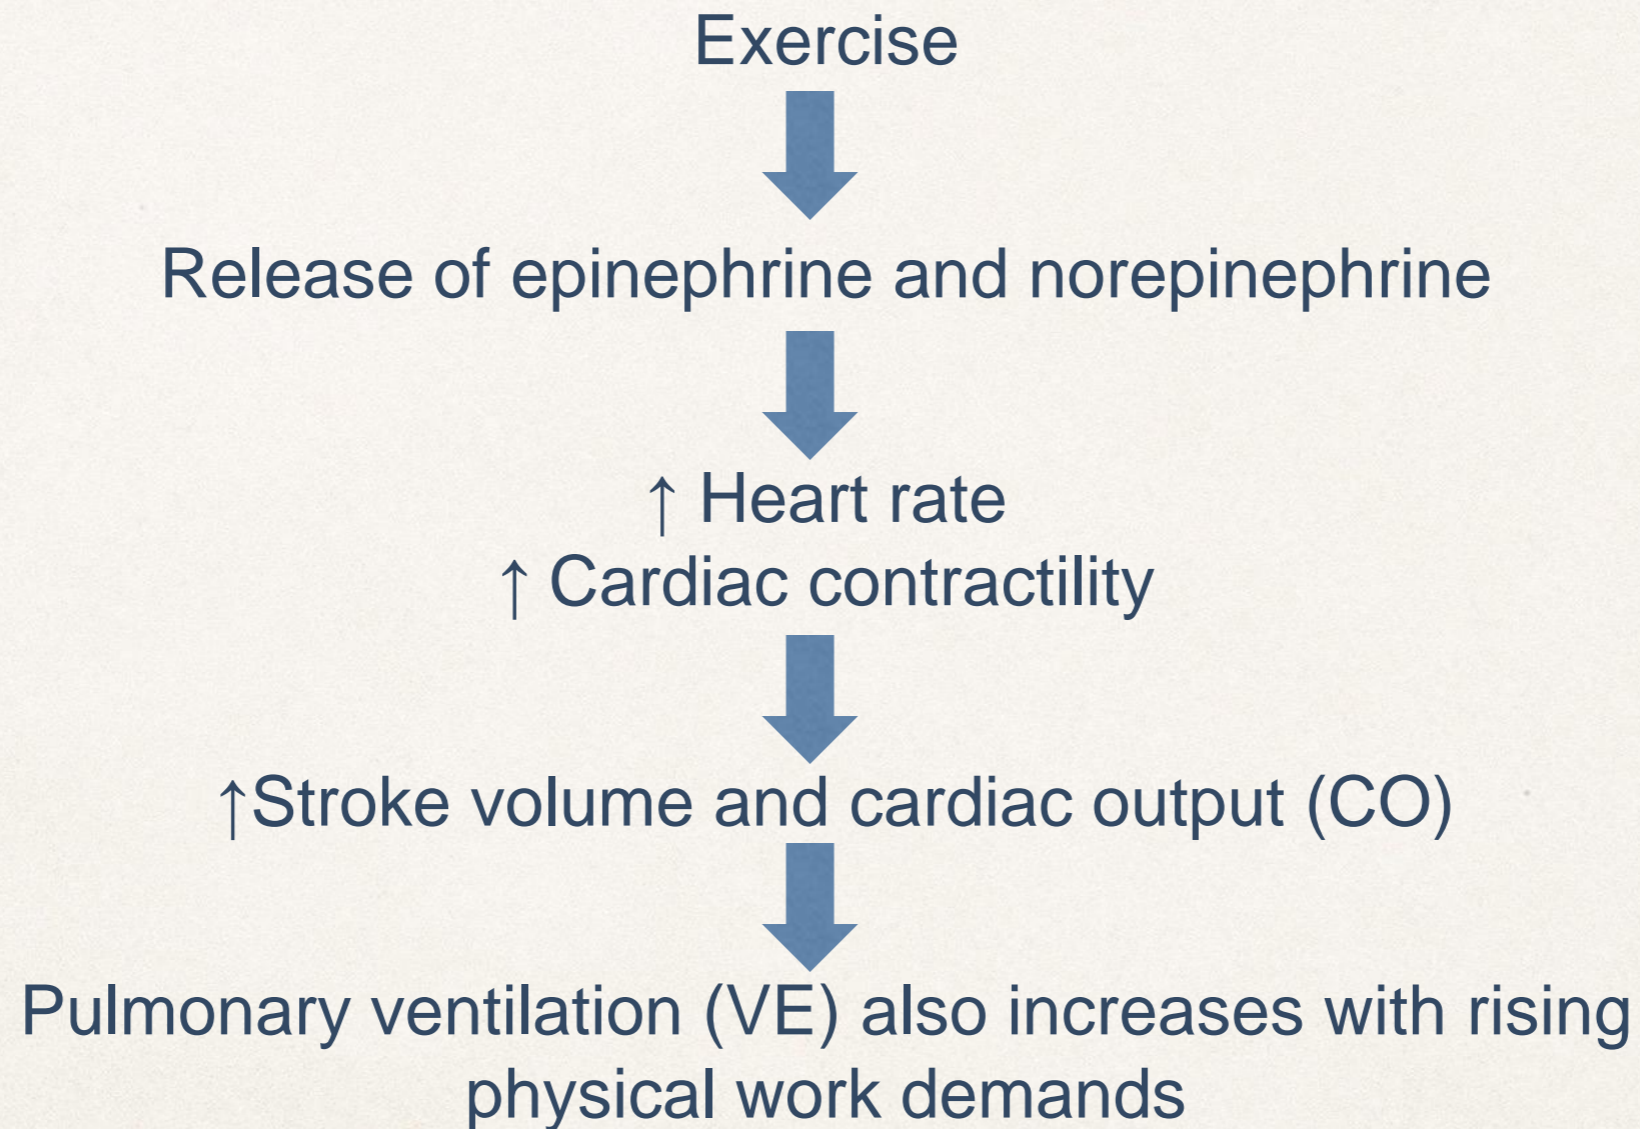 Exercise
Release of epinephrine and norepinephrine
↑ Heart rate
↑ Cardiac contractility
↑Stroke volume and cardiac output (CO)
Pulmonary ventilation (VE) also increases with rising
physical work demands